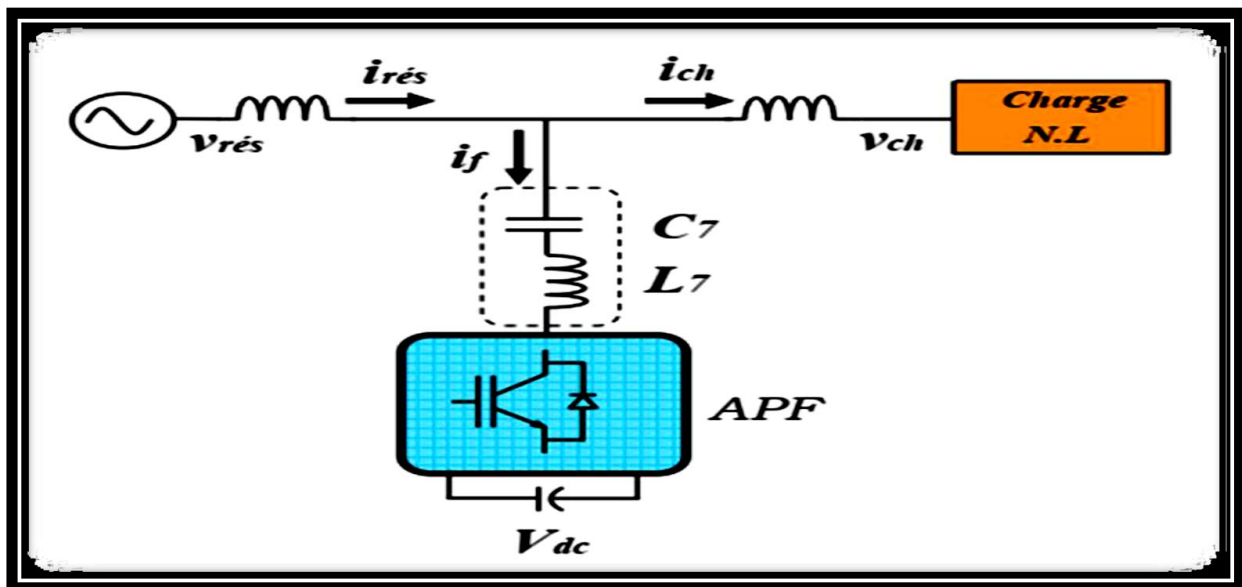 irés
ich
Charge
N.L
vrés
vch
if
C7
L7
APF
Vdc